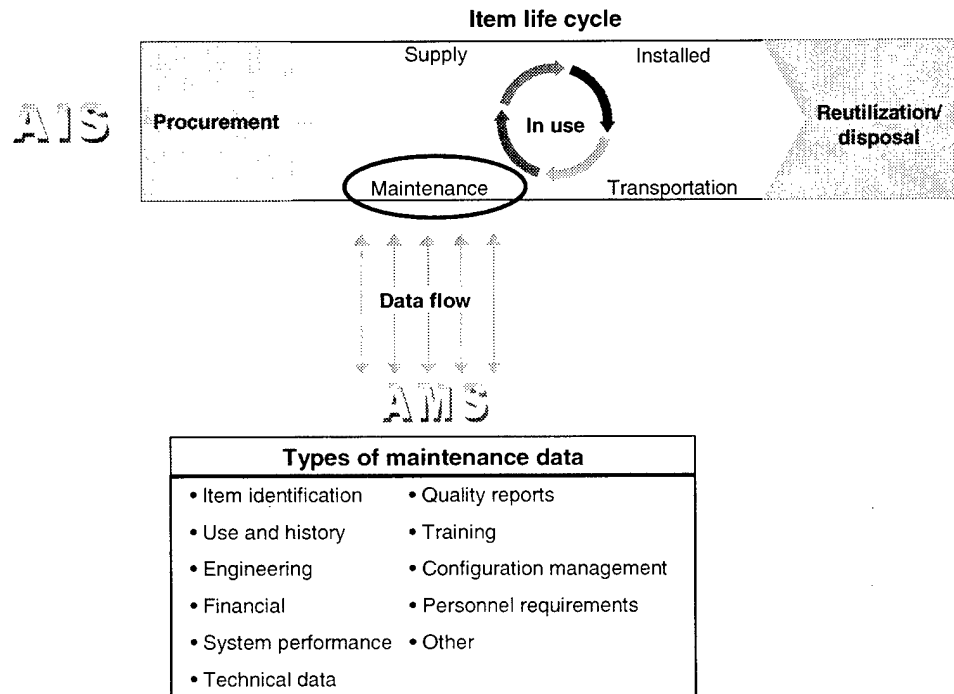 Item life cycle
Supply
Installed
AIS
Procurement
In use
Reutilization/
disposal
Maintenance
Transportation
Data flow
AMS
Types of maintenance data
• Item identification
• Quality reports
• Use and history
• Training
• Engineering
• Configuration management
• Financial
• Personnel requirements
• System performance
• Other
• Technical data